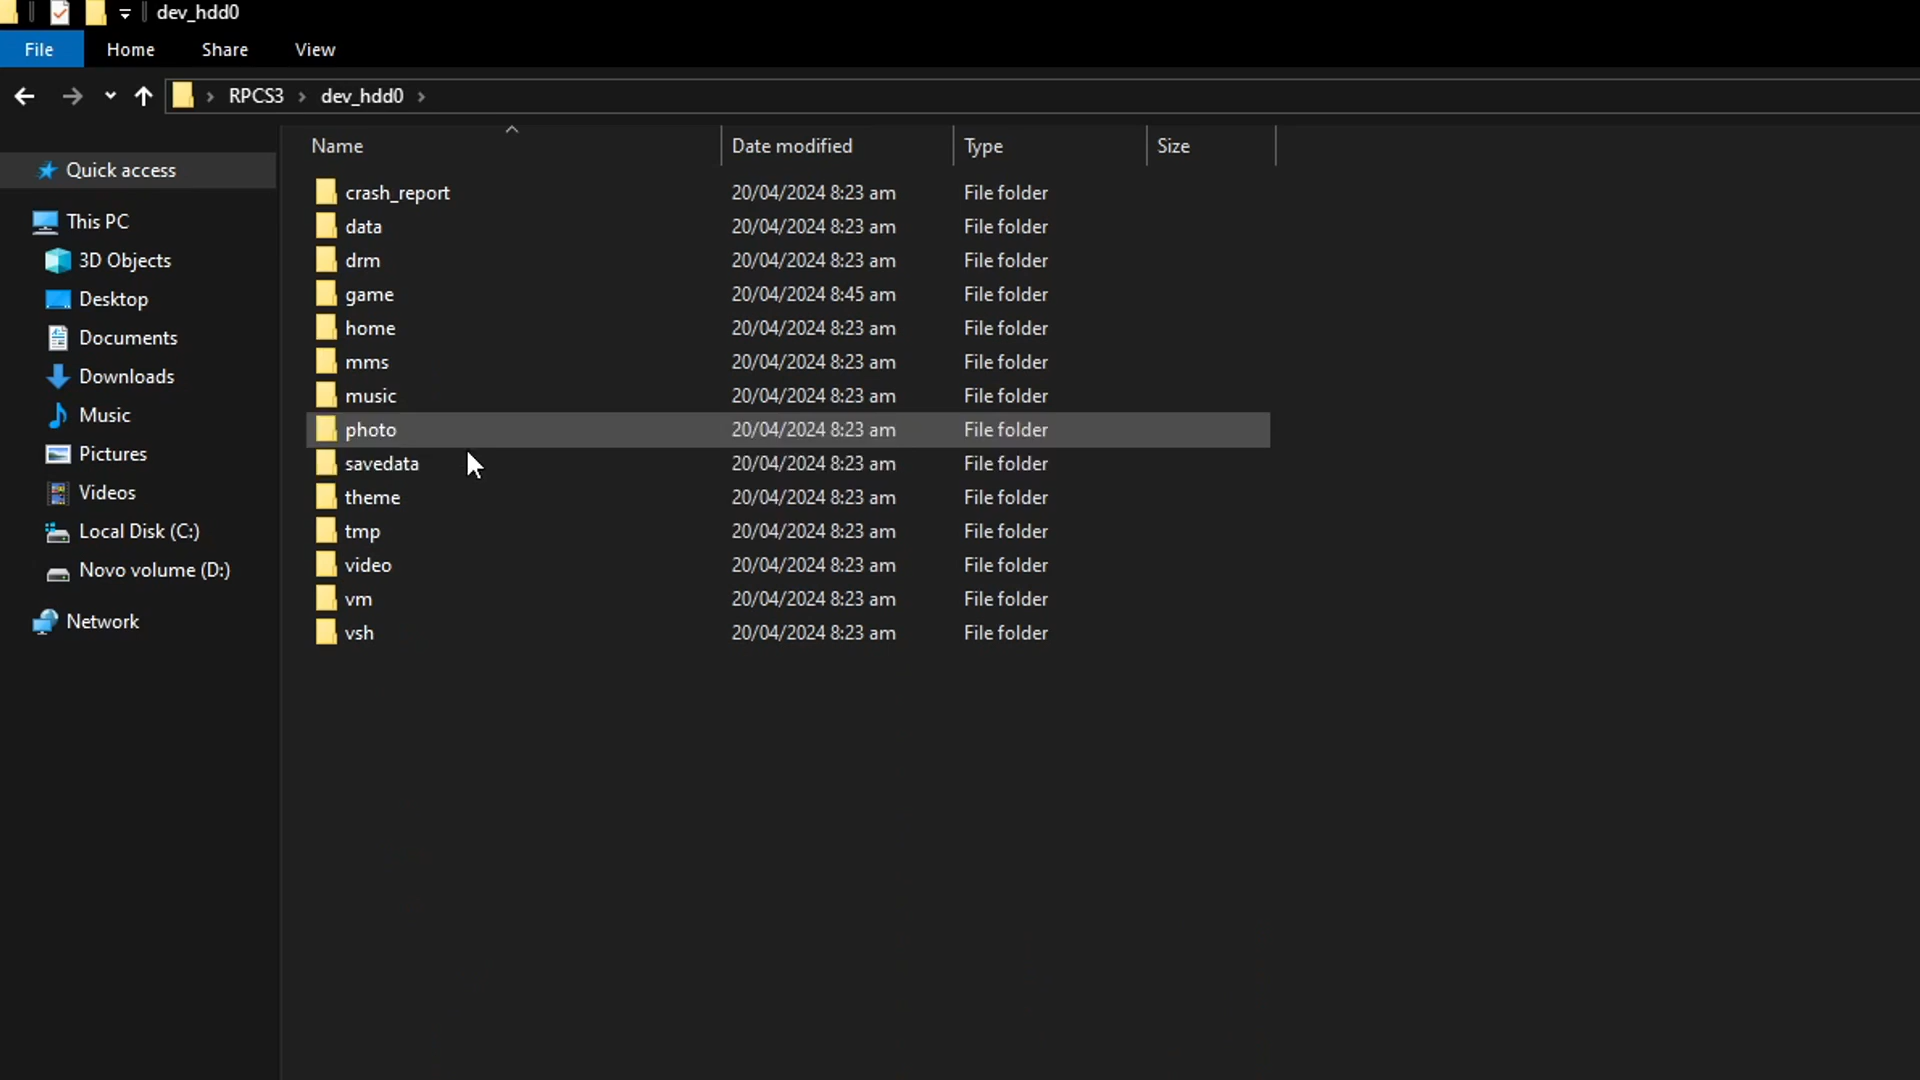 dev_hdd0
File Home Share View
RPCS3 dev_hdd0
Name Date modified Type Size
Quick access
This PC
3D Objects
Desktop
Documents
Downloads
Music
Pictures
Videos
Local Disk (C:)
Novo volume (D:)
Network
crash_report 20/04/2024 8:23 am File folder
data 20/04/2024 8:23 am File folder
drm 20/04/2024 8:23 am File folder
game 20/04/2024 8:45 am File folder
home 20/04/2024 8:23 am File folder
mms 20/04/2024 8:23 am File folder
music 20/04/2024 8:23 am File folder
photo 20/04/2024 8:23 am File folder
savedata 20/04/2024 8:23 am File folder
theme 20/04/2024 8:23 am File folder
tmp 20/04/2024 8:23 am File folder
video 20/04/2024 8:23 am File folder
vm 20/04/2024 8:23 am File folder
vsh 20/04/2024 8:23 am File folder